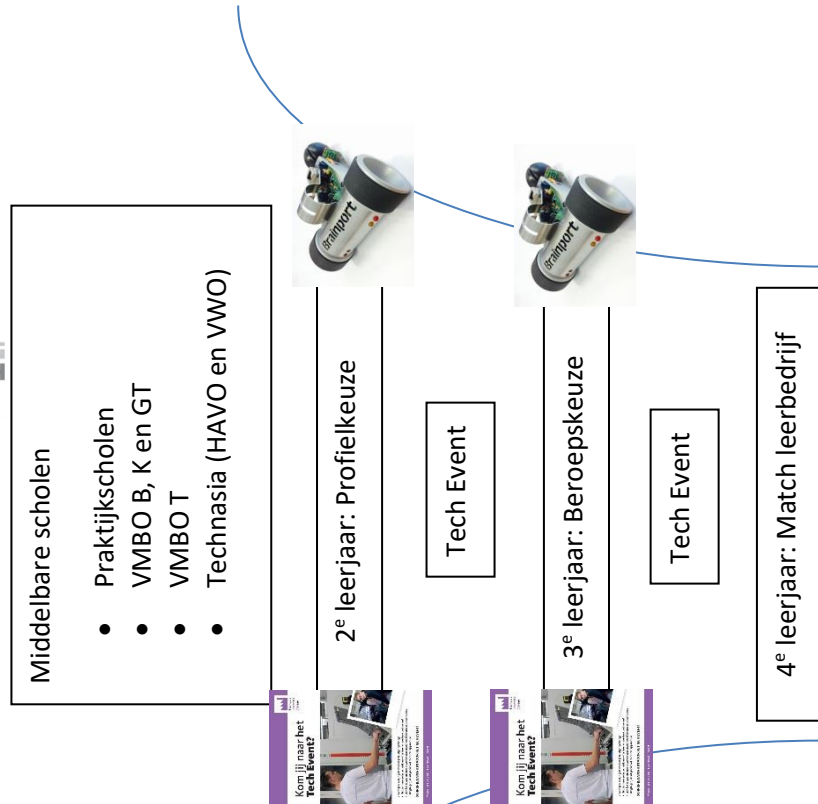 Middelbare scholen
• Praktijkscholen
• VMBO B, K en GT
• VMBO T
• Technasia (HAVO en VWO)
2e leerjaar: Profielkeuze
Brainport
Kom jij naar het
Tech Event?
Tech Event
3e leerjaar: Beroepskeuze
Brainport
Kom jij naar het
Tech Event?
Tech Event
4e leerjaar: Match leerbedrijf